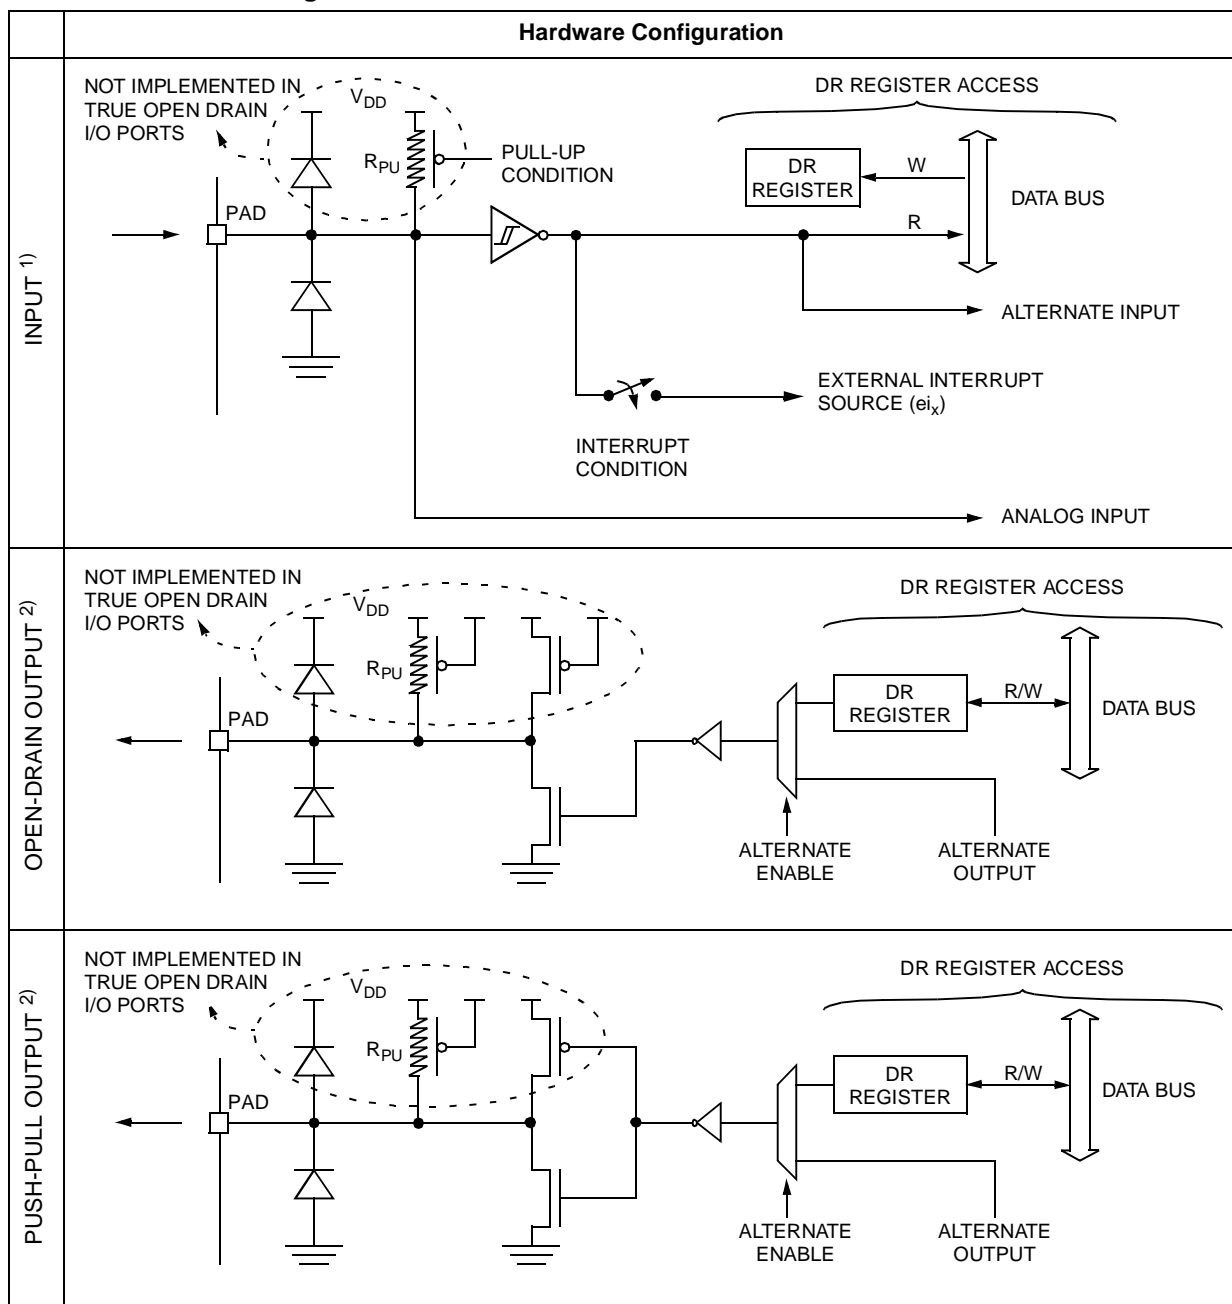 Hardware Configuration
INPUT 1)
NOT IMPLEMENTED IN
TRUE OPEN DRAIN
I/O PORTS
VDD
RPU
PULL-UP
CONDITION
PAD
DR REGISTER ACCESS
DR
REGISTER
W
R
DATA BUS
ALTERNATE INPUT
EXTERNAL INTERRUPT
SOURCE (eix)
INTERRUPT
CONDITION
ANALOG INPUT
OPEN-DRAIN OUTPUT 2)
NOT IMPLEMENTED IN
TRUE OPEN DRAIN
I/O PORTS
VDD
RPU
PAD
DR REGISTER ACCESS
DR
REGISTER
R/W
DATA BUS
ALTERNATE
ENABLE
ALTERNATE
OUTPUT
PUSH-PULL OUTPUT 2)
NOT IMPLEMENTED IN
TRUE OPEN DRAIN
I/O PORTS
VDD
RPU
PAD
DR REGISTER ACCESS
DR
REGISTER
R/W
DATA BUS
ALTERNATE
ENABLE
ALTERNATE
OUTPUT